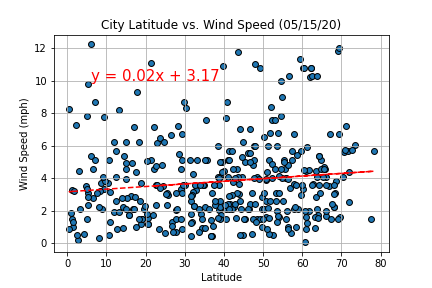 City Latitude vs. Wind Speed (05/15/20)
12
10
8
6
4
2
0
Wind Speed (mph)
y = 0.02x + 3.17
0 10 20 30 40 50 60 70 80
Latitude